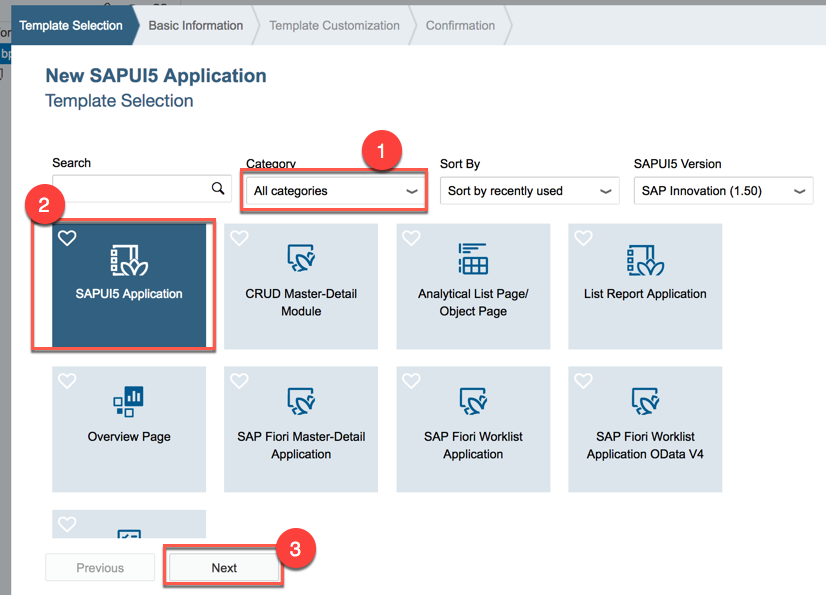 Template Selection
Basic Information
Template Customization
Confirmation
New SAPUI5 Application
Template Selection
1
Search
Category
Sort By
SAPUI5 Version
All categories
Sort by recently used
SAP Innovation (1.50)
2
SAPUI5 Application
CRUD Master-Detail
Module
Analytical List Page/
Object Page
List Report Application
Overview Page
SAP Fiori Master-Detail
Application
SAP Fiori Worklist
Application
SAP Fiori Worklist
Application OData V4
3
Previous
Next